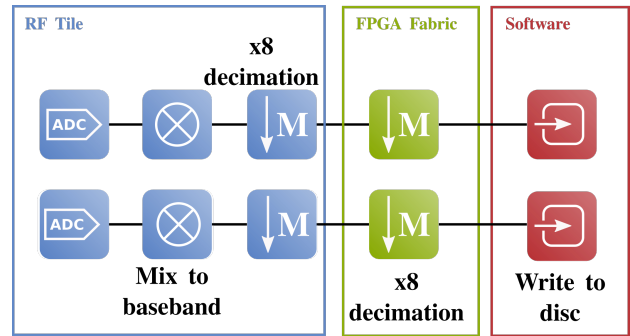 RF Tile
FPGA Fabric
Software
x8
decimation
ADC
M
M
ADC
M
M
Mix to
baseband
x8
decimation
Write to
disc